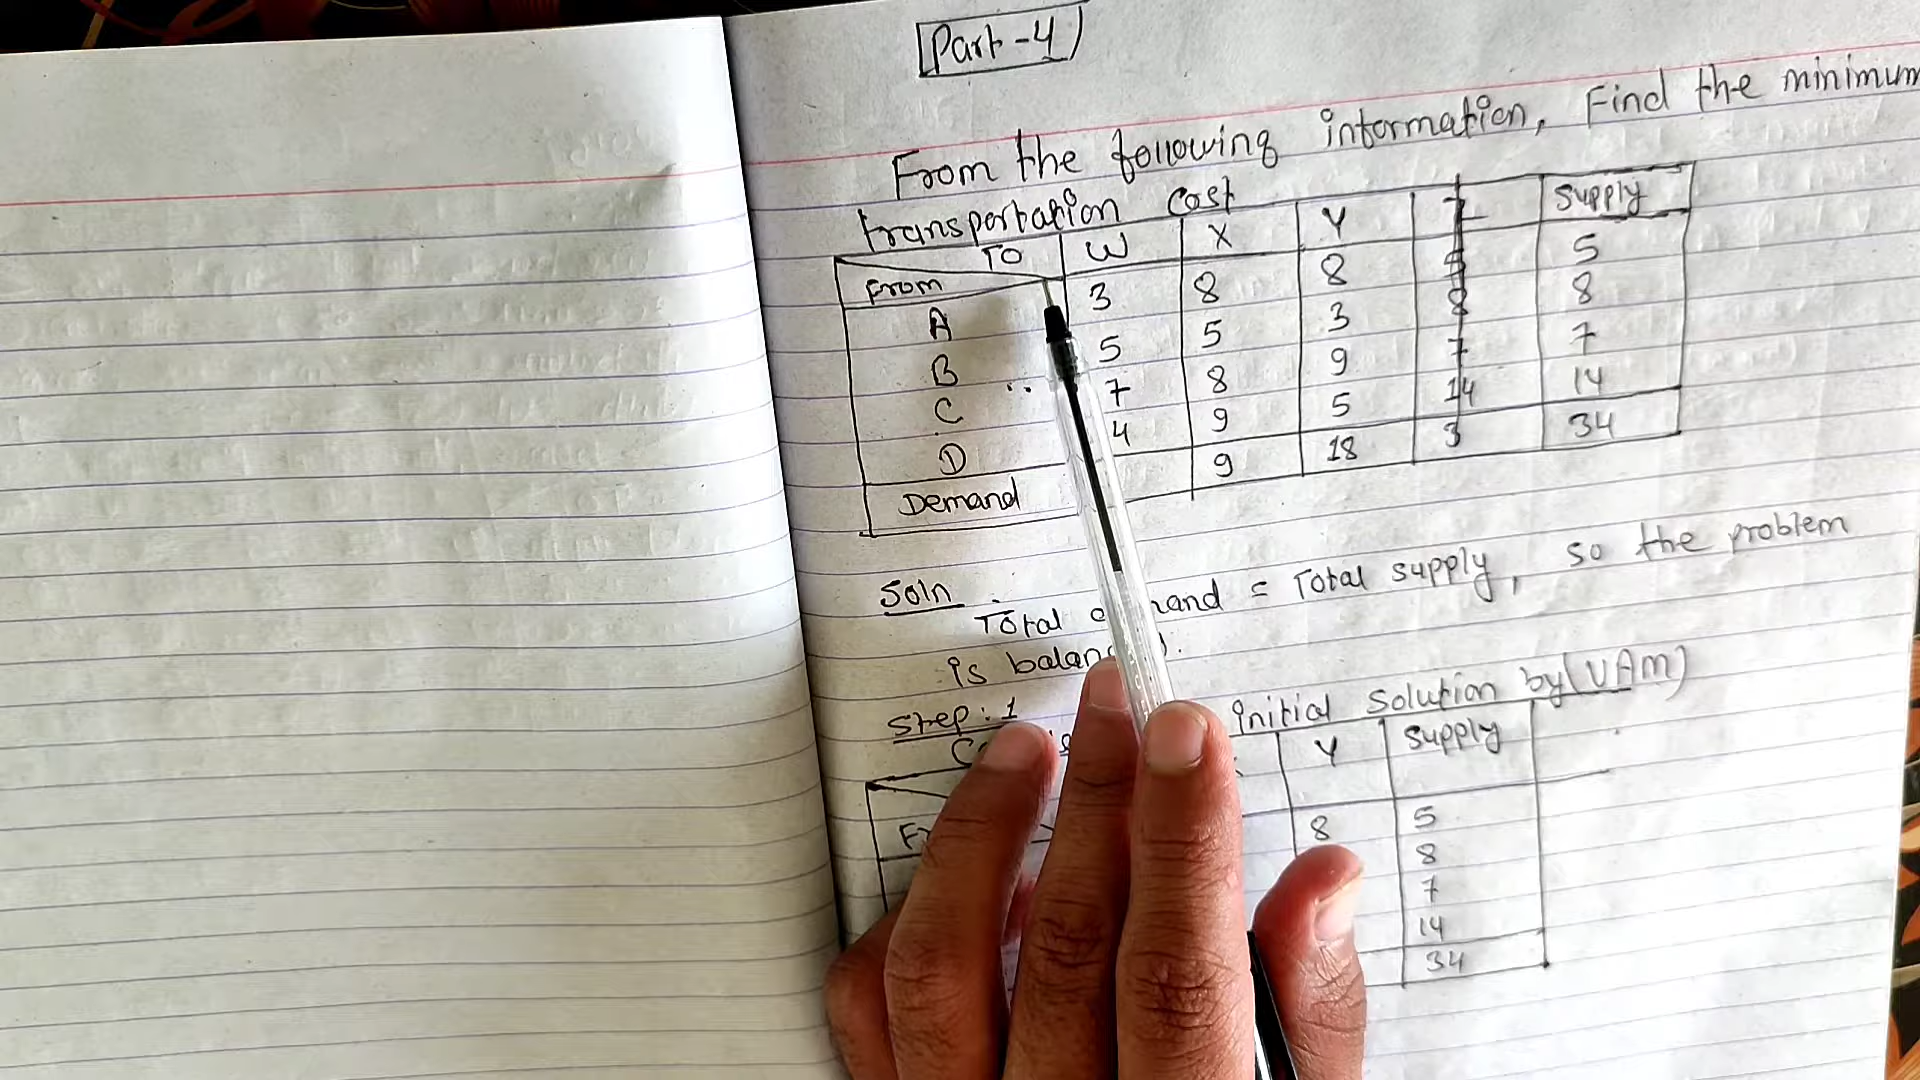 Part-4
From the following information, Find the minimum
transportation cost
TO W X Y Supply
From
A 3 8 8 5
B 5 5 3 8 8
C 7 8 9 7 7
D 4 9 5 14 14
Demand 9 18 3 34
Soln
Total = Total supply, so the problem
is
Step: 1
initial solution by (VAM)
Y Supply
8 5
8
7
14
34